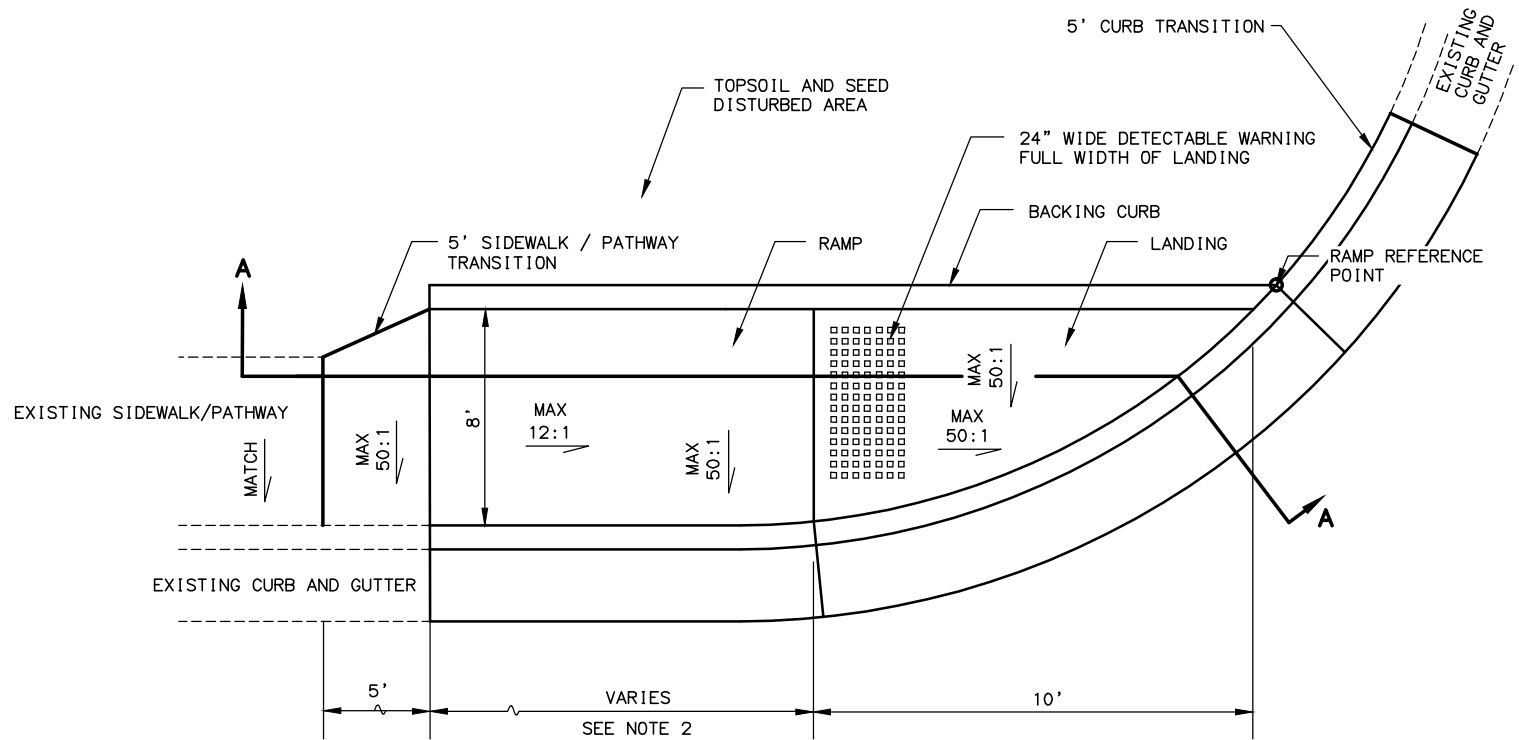 5' CURB TRANSITION
EXISTING
CURB AND
GUTTER
TOPSOIL AND SEED
DISTURBED AREA
24" WIDE DETECTABLE WARNING
FULL WIDTH OF LANDING
BACKING CURB
5' SIDEWALK / PATHWAY
TRANSITION
RAMP
LANDING
RAMP REFERENCE
POINT
A
EXISTING SIDEWALK/PATHWAY
MATCH
MAX
50:1
8'
MAX
12:1
MAX
50:1
MAX
50:1
MAX
50:1
A
EXISTING CURB AND GUTTER
5'
VARIES
SEE NOTE 2
10'